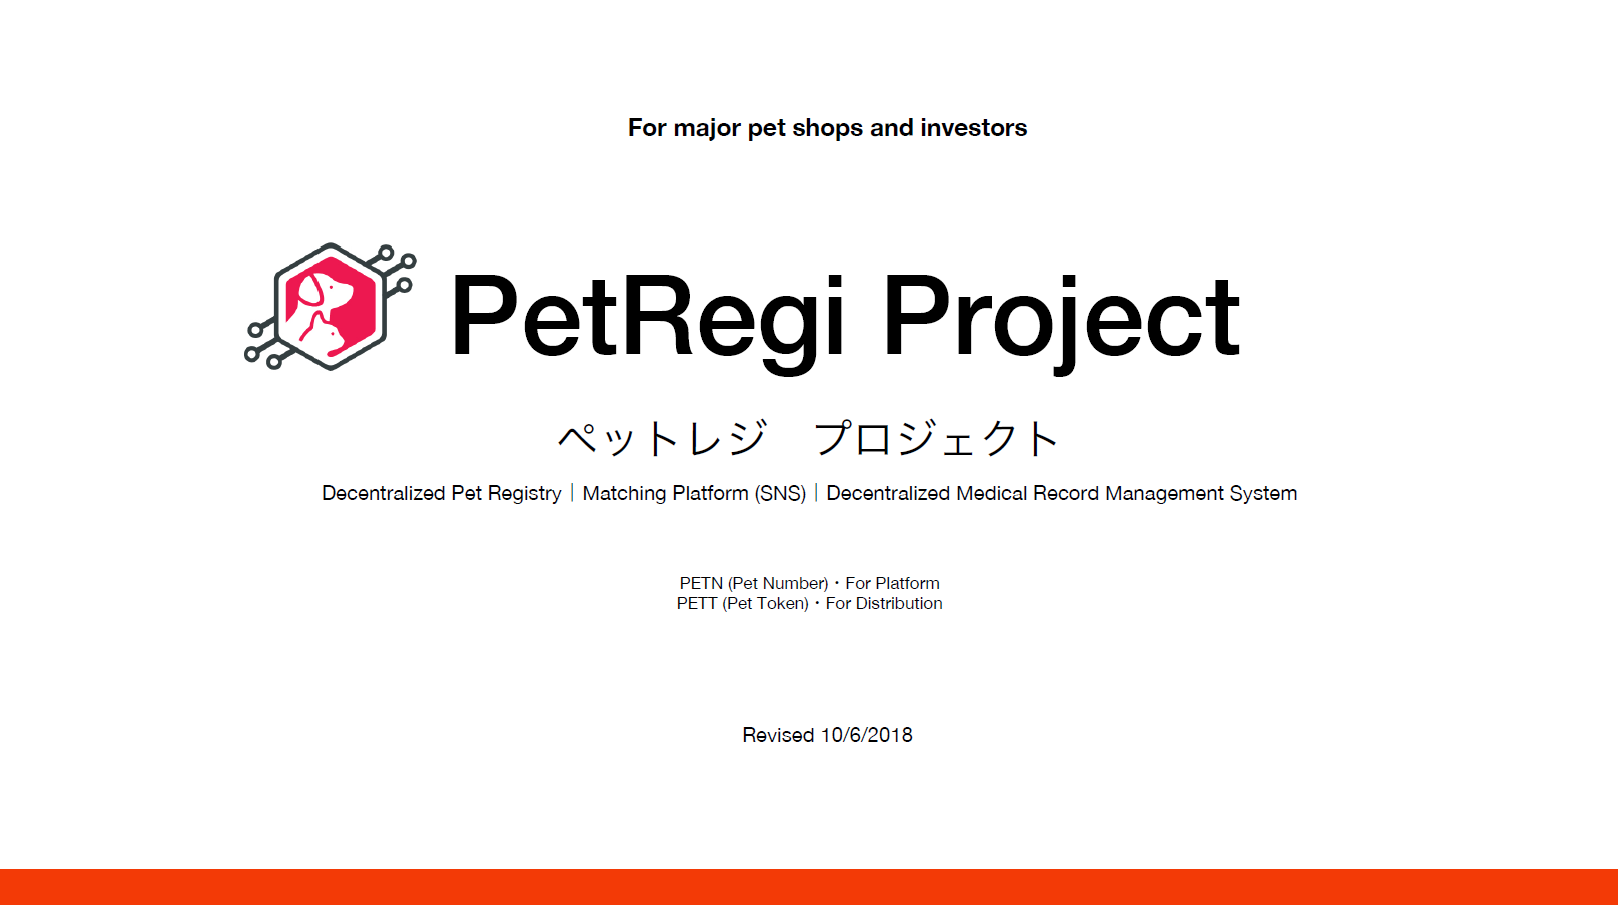 For major pet shops and investors
PetRegi Project
ペットレジ　プロジェクト
Decentralized Pet Registry｜Matching Platform (SNS)｜Decentralized Medical Record Management System
PETN (Pet Number)・For Platform
PETT (Pet Token)・For Distribution
Revised 10/6/2018